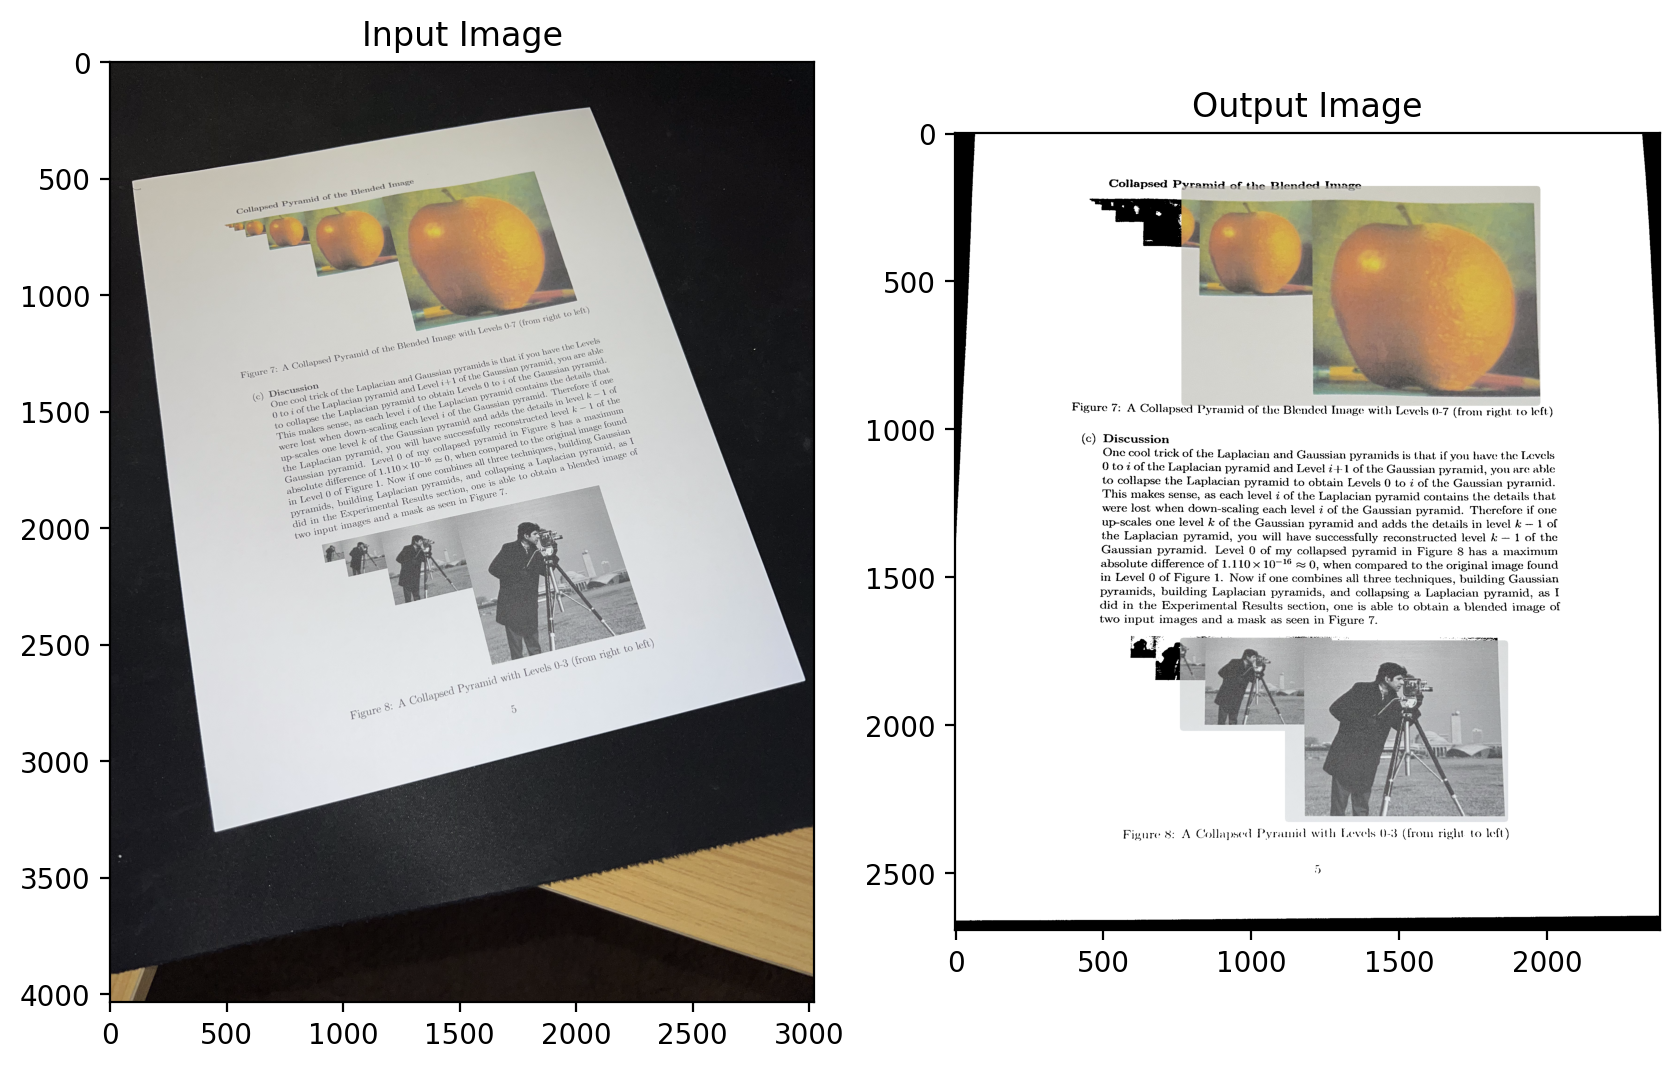 Input Image
0
500
1000
1500
2000
2500
3000
3500
4000
0 500 1000 1500 2000 2500 3000
Collapsed Pyramid of the Blended Image
Figure 7: A Collapsed Pyramid of the Blended Image with Levels 0-7 (from right to left)
(c) Discussion
One cool trick of the Laplacian and Gaussian pyramids is that if you have the Levels
0 to i of the Laplacian pyramid and Level i+1 of the Gaussian pyramid, you are able
to collapse the Laplacian pyramid to obtain Levels 0 to i of the Gaussian pyramid.
This makes sense, as each level i of the Laplacian pyramid contains the details that
were lost when down-scaling each level i of the Gaussian pyramid. Therefore if one
up-scales one level k of the Gaussian pyramid and adds the details in level k − 1 of
the Laplacian pyramid, you will have successfully reconstructed level k − 1 of the
Gaussian pyramid. Level 0 of my collapsed pyramid in Figure 8 has a maximum
absolute difference of 1.110×10⁻¹⁶ ≈ 0, when compared to the original image found
in Level 0 of Figure 1. Now if one combines all three techniques, building Gaussian
pyramids, building Laplacian pyramids, and collapsing a Laplacian pyramid, as I
did in the Experimental Results section, one is able to obtain a blended image of
two input images and a mask as seen in Figure 7.
Figure 8: A Collapsed Pyramid with Levels 0-3 (from right to left)
5
Output Image
0
500
1000
1500
2000
2500
0 500 1000 1500 2000
Collapsed Pyramid of the Blended Image
Figure 7: A Collapsed Pyramid of the Blended Image with Levels 0-7 (from right to left)
(c) Discussion
One cool trick of the Laplacian and Gaussian pyramids is that if you have the Levels
0 to i of the Laplacian pyramid and Level i+1 of the Gaussian pyramid, you are able
to collapse the Laplacian pyramid to obtain Levels 0 to i of the Gaussian pyramid.
This makes sense, as each level i of the Laplacian pyramid contains the details that
were lost when down-scaling each level i of the Gaussian pyramid. Therefore if one
up-scales one level k of the Gaussian pyramid and adds the details in level k − 1 of
the Laplacian pyramid, you will have successfully reconstructed level k − 1 of the
Gaussian pyramid. Level 0 of my collapsed pyramid in Figure 8 has a maximum
absolute difference of 1.110×10⁻¹⁶ ≈ 0, when compared to the original image found
in Level 0 of Figure 1. Now if one combines all three techniques, building Gaussian
pyramids, building Laplacian pyramids, and collapsing a Laplacian pyramid, as I
did in the Experimental Results section, one is able to obtain a blended image of
two input images and a mask as seen in Figure 7.
Figure 8: A Collapsed Pyramid with Levels 0-3 (from right to left)
5